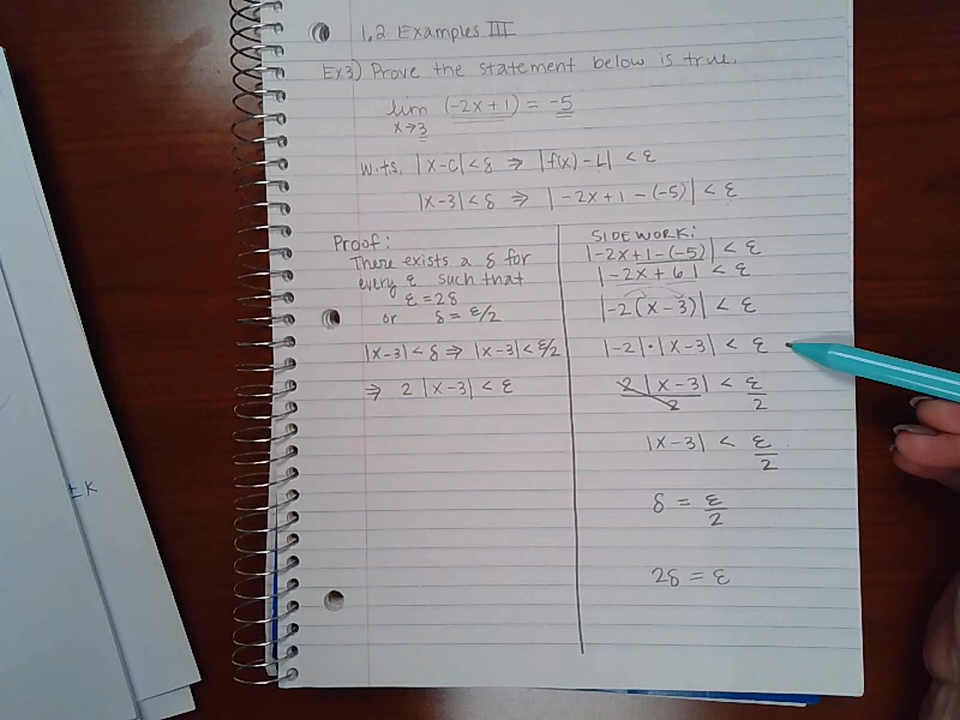 1.2 Examples III
Ex3) Prove the statement below is true.
lim (-2x+1) = -5
x→3
w.t.s. |x-c| < δ ⇒ |f(x) - L| < ε
|x-3| < δ ⇒ |-2x+1-(-5)| < ε
Proof:
There exists a δ for
every ε such that
ε = 2δ
or δ = ε/2
|x-3| < δ ⇒ |x-3| < ε/2
⇒ 2|x-3| < ε
SIDEWORK:
|-2x+1-(-5)| < ε
|-2x+6| < ε
|-2(x-3)| < ε
|-2|•|x-3| < ε
2|x-3| < ε
2 2
|x-3| < ε
2
δ = ε
2
2δ = ε
EK